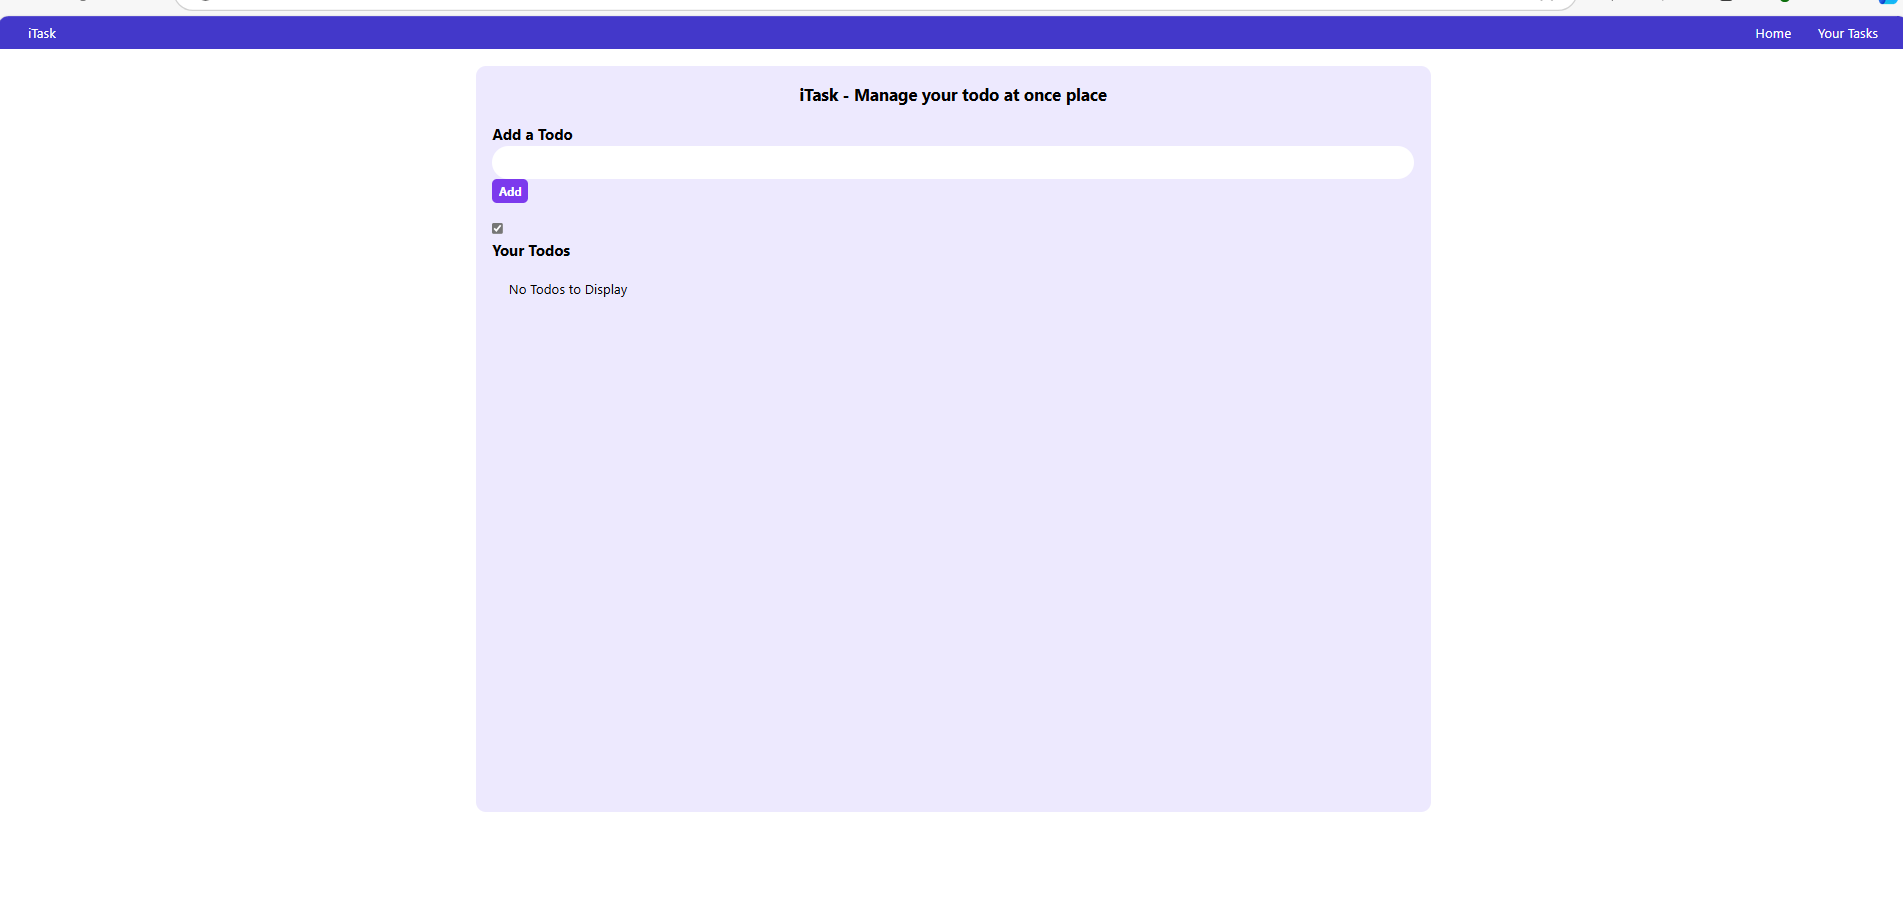 iTask Home Your Tasks
iTask - Manage your todo at once place
Add a Todo
Add
Your Todos
No Todos to Display